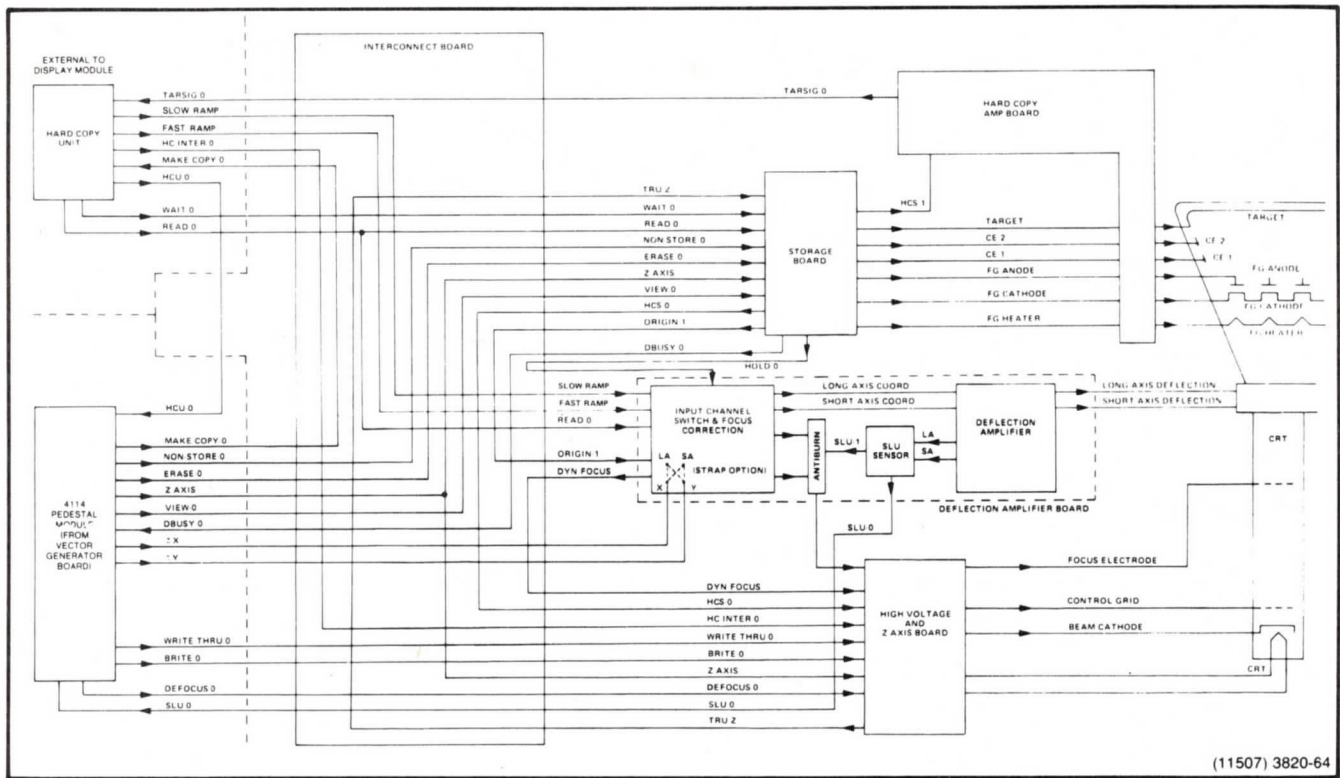 INTERCONNECT BOARD
EXTERNAL TO
DISPLAY MODULE
HARD COPY
UNIT
TARSIG 0
SLOW RAMP
FAST RAMP
HC INTER 0
MAKE COPY 0
HCU 0
WAIT 0
READ 0
TARSIG 0
HARD COPY
AMP BOARD
TRU Z
WAIT 0
READ 0
NON STORE 0
ERASE 0
Z AXIS
VIEW 0
HCS 0
ORIGIN 1
DBUSY 0
HOLD 0
STORAGE
BOARD
HCS 1
TARGET
CE 2
CE 1
FG ANODE
FG CATHODE
FG HEATER
TARGET
CE 2
CE 1
FG ANODE
FG CATHODE
FG HEATER
SLOW RAMP
FAST RAMP
READ 0
ORIGIN 1
DYN FOCUS
INPUT CHANNEL
SWITCH & FOCUS
CORRECTION
LA SA
(STRAP OPTION)
X Y
LONG AXIS COORD
SHORT AXIS COORD
ANTIBURN
SLU 1
SLU
SENSOR
LA
SA
DEFLECTION
AMPLIFIER
LONG AXIS DEFLECTION
SHORT AXIS DEFLECTION
CRT
DEFLECTION AMPLIFIER BOARD
SLU 0
HCU 0
4114
PEDESTAL
MODULE
(FROM
VECTOR
GENERATOR
BOARD)
MAKE COPY 0
NON STORE 0
ERASE 0
Z AXIS
VIEW 0
DBUSY 0
X
Y
WRITE THRU 0
BRITE 0
DEFOCUS 0
SLU 0
DYN FOCUS
HCS 0
HC INTER 0
WRITE THRU 0
BRITE 0
Z AXIS
DEFOCUS 0
SLU 0
TRU Z
HIGH VOLTAGE
AND
Z AXIS BOARD
FOCUS ELECTRODE
CONTROL GRID
BEAM CATHODE
CRT
(11507) 3820-64